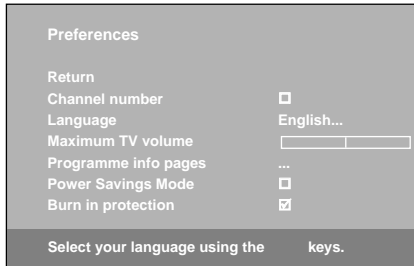 Preferences
Return
Channel number
Language English...
Maximum TV volume
Programme info pages ...
Power Savings Mode
Burn in protection
Select your language using the keys.